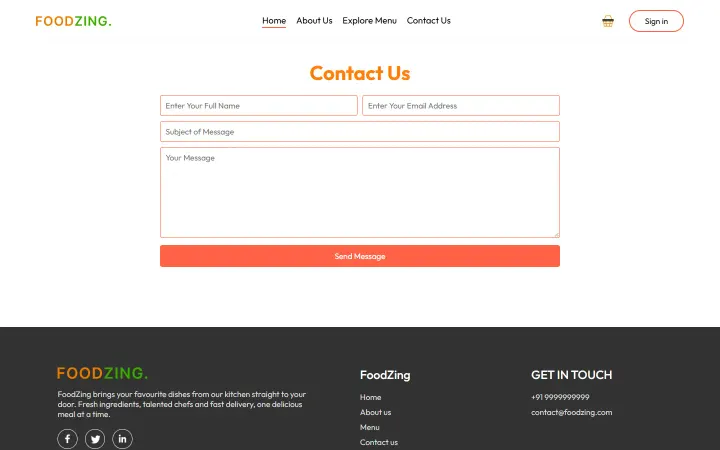 FOODZING.
Home About Us Explore Menu Contact Us
Sign in
Contact Us
Enter Your Full Name
Enter Your Email Address
Subject of Message
Your Message
Send Message
FOODZING.
FoodZing brings your favourite dishes from our kitchen straight to your
door. Fresh ingredients, talented chefs and fast delivery, one delicious
meal at a time.
FoodZing
Home
About us
Menu
Contact us
GET IN TOUCH
+91 9999999999
contact@foodzing.com